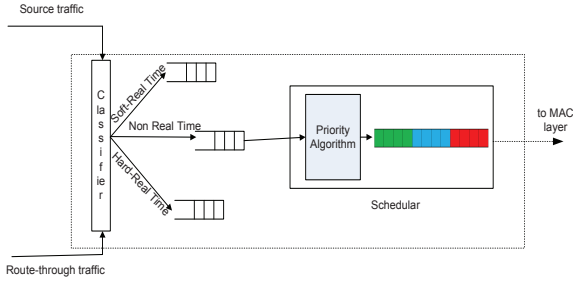 Source traffic
Classifier
Soft-Real Time
Non Real Time
Hard-Real Time
Priority
Algorithm
Schedular
to MAC
layer
Route-through traffic